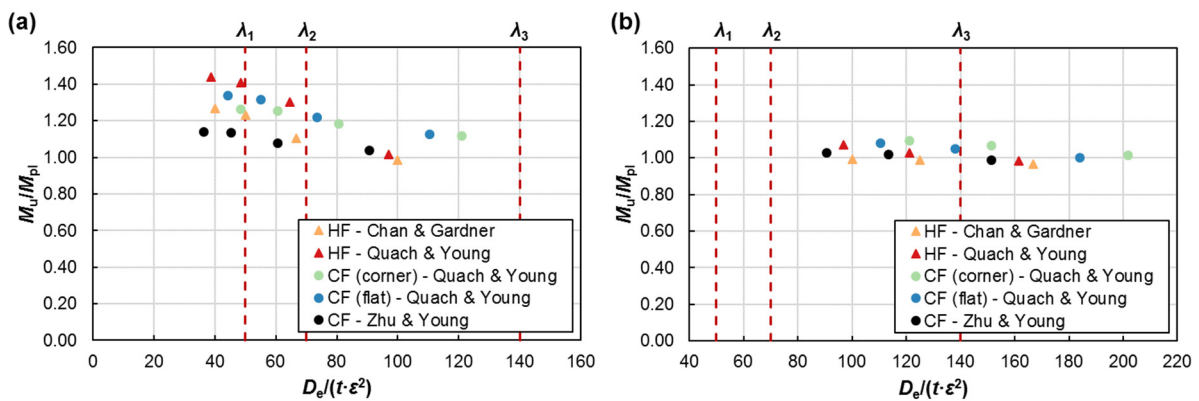 (a)
λ1 λ2 λ3
1.60
1.40
1.20
1.00
0.80
0.60
0.40
0.20
0.00
Mu/Mpl
HF - Chan & Gardner
HF - Quach & Young
CF (corner) - Quach & Young
CF (flat) - Quach & Young
CF - Zhu & Young
0 20 40 60 80 100 120 140 160
De/(t·ε²)
(b)
λ1 λ2 λ3
1.60
1.40
1.20
1.00
0.80
0.60
0.40
0.20
0.00
Mu/Mpl
HF - Chan & Gardner
HF - Quach & Young
CF (corner) - Quach & Young
CF (flat) - Quach & Young
CF - Zhu & Young
40 60 80 100 120 140 160 180 200 220
De/(t·ε²)